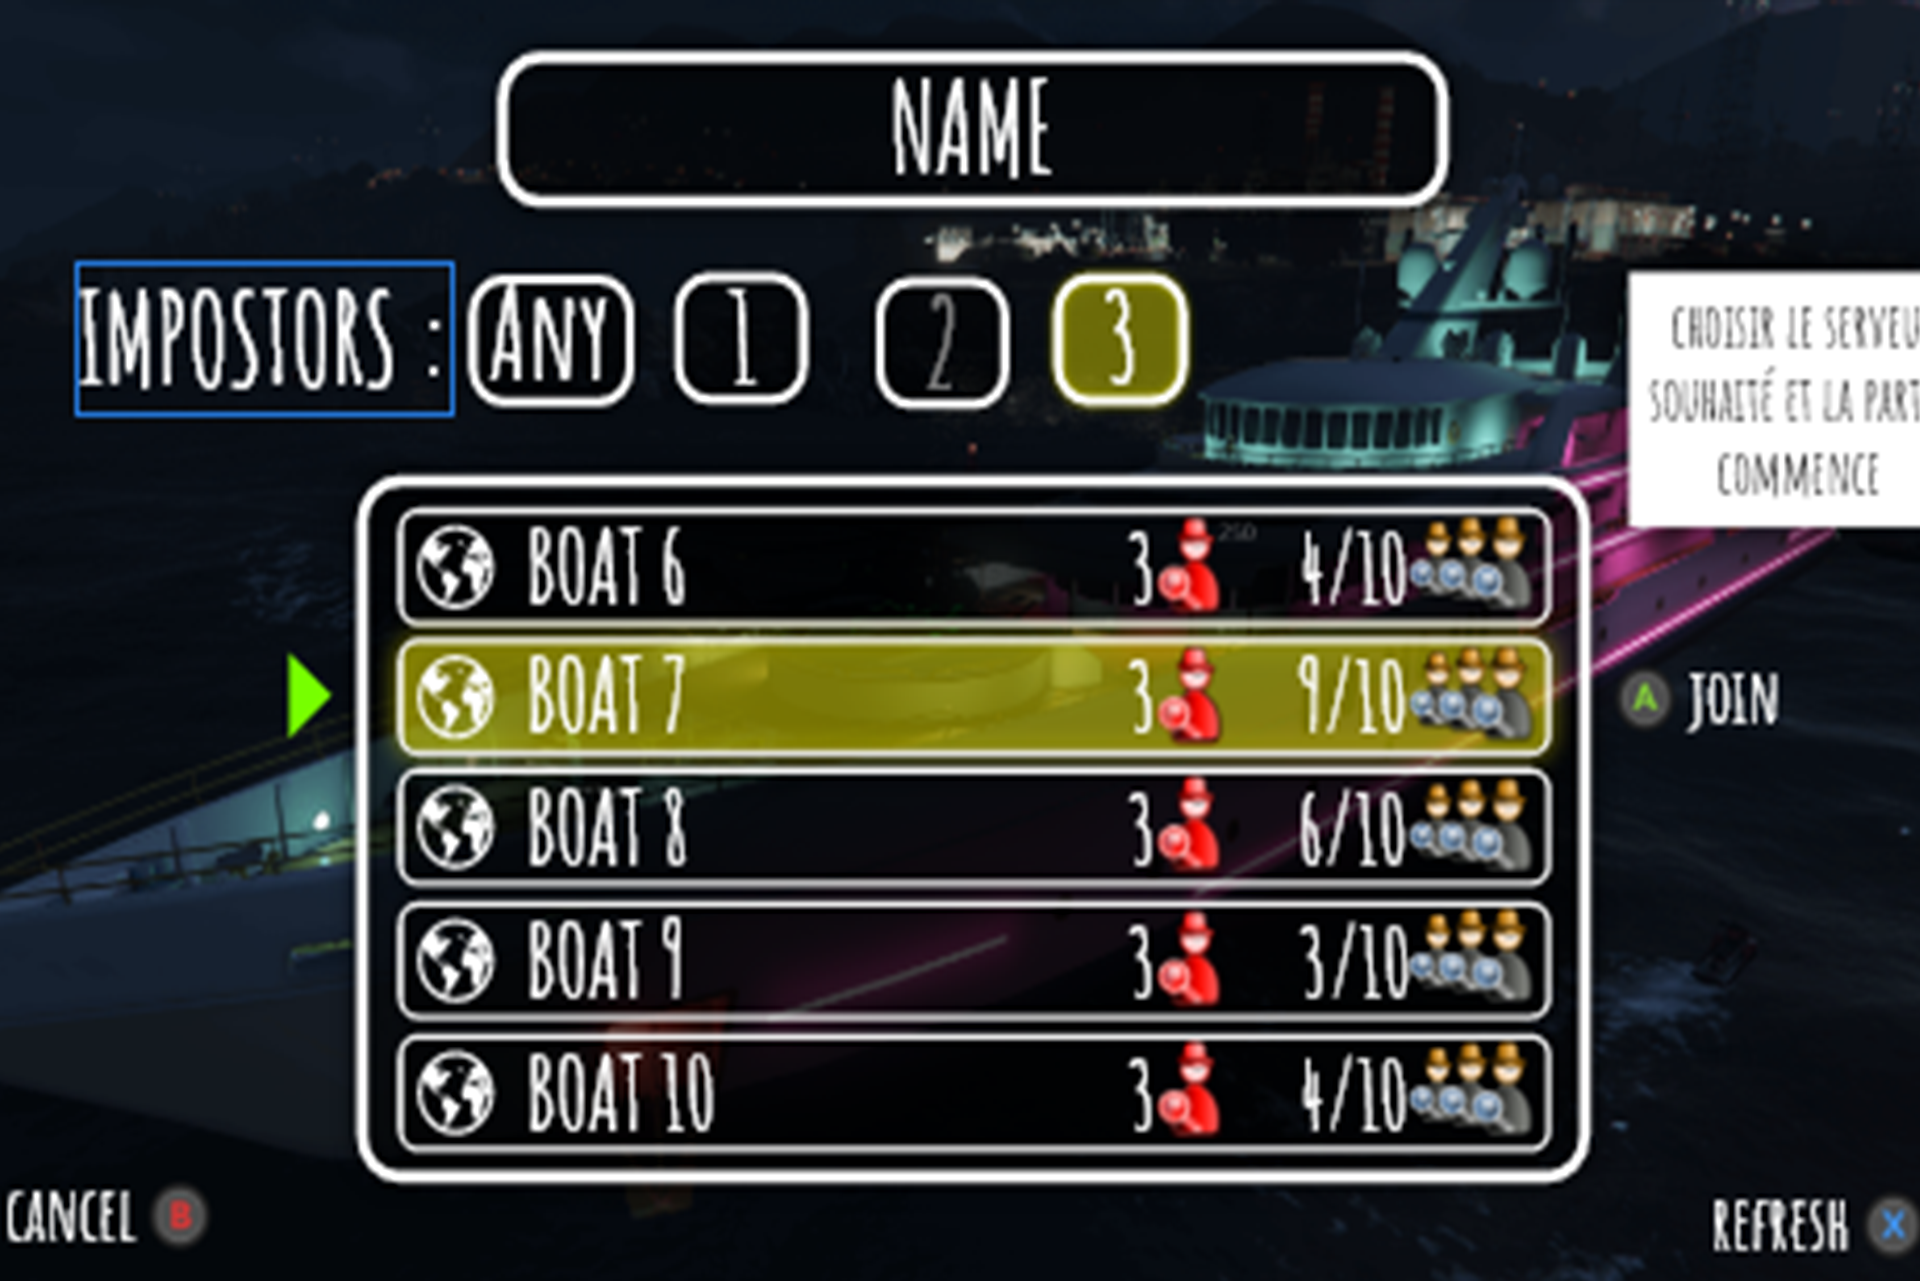 NAME
IMPOSTORS : ANY 1 2 3
CHOISIR LE
SOUHAITÉ ET LA
COMMENCE
BOAT 6 3 250 4/10
BOAT 7 3 9/10
A JOIN
BOAT 8 3 6/10
BOAT 9 3 3/10
BOAT 10 3 4/10
CANCEL B
REFRESH X